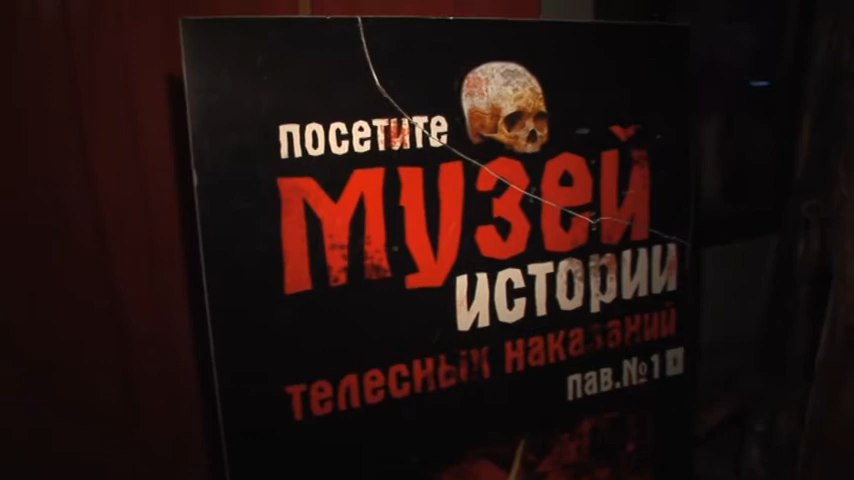 посетите
музей
истории
телесных наказаний
пав.№1